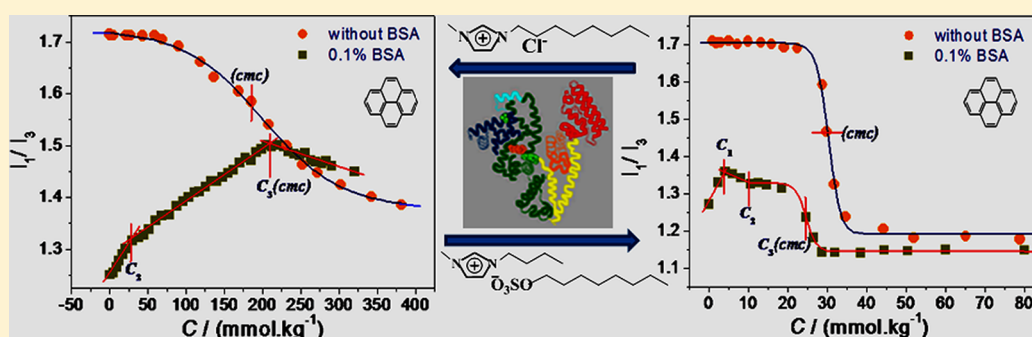 without BSA
0.1% BSA
(cmc)
C₃(cmc)
C₂
1.7
1.6
1.5
1.4
1.3
I₁/ I₃
-50 0 50 100 150 200 250 300 350 400
C / (mmol.kg⁻¹)
N
N
⊕
Cl⁻
N
N
⊕
⁻O₃SO
without BSA
0.1% BSA
(cmc)
C₁
C₂
C₃(cmc)
1.7
1.6
1.5
1.4
1.3
1.2
1.1
I₁/ I₃
0 10 20 30 40 50 60 70 80
C / (mmol.kg⁻¹)